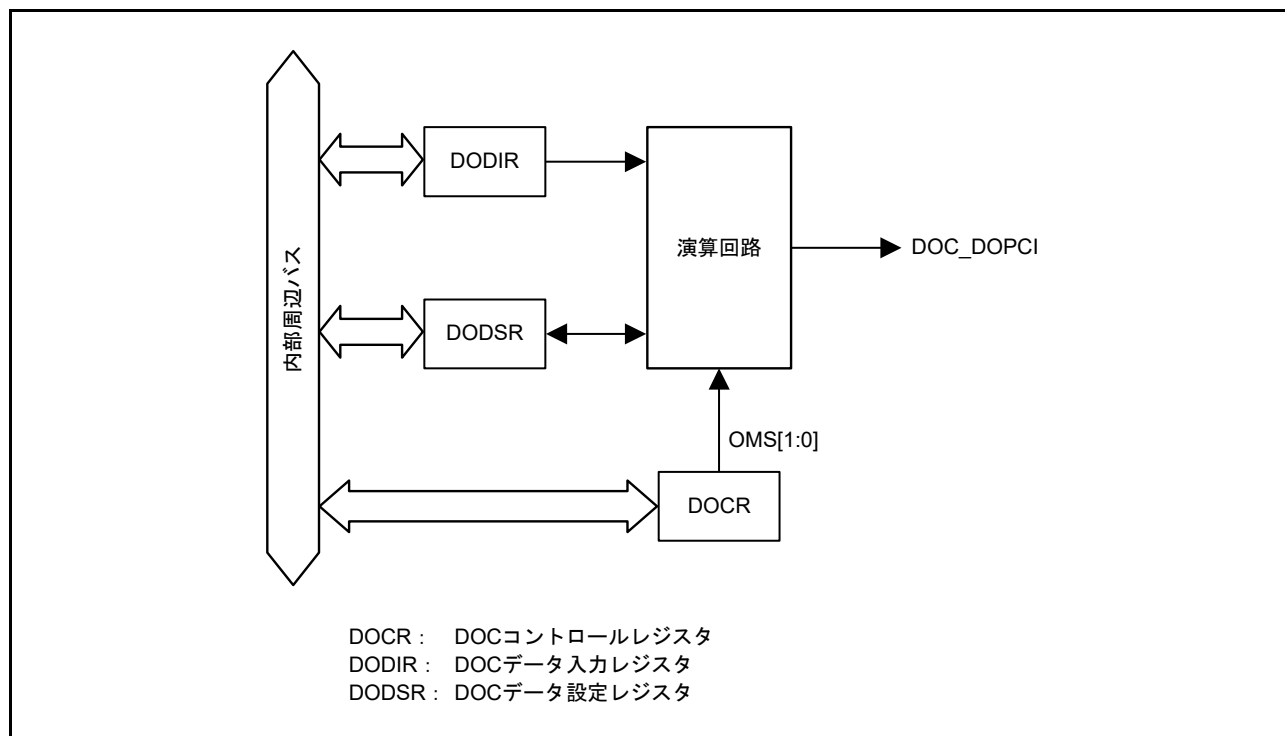 内部周辺バス
DODIR
演算回路
DOC_DOPCI
DODSR
OMS[1:0]
DOCR
DOCR： DOCコントロールレジスタ
DODIR： DOCデータ入力レジスタ
DODSR： DOCデータ設定レジスタ